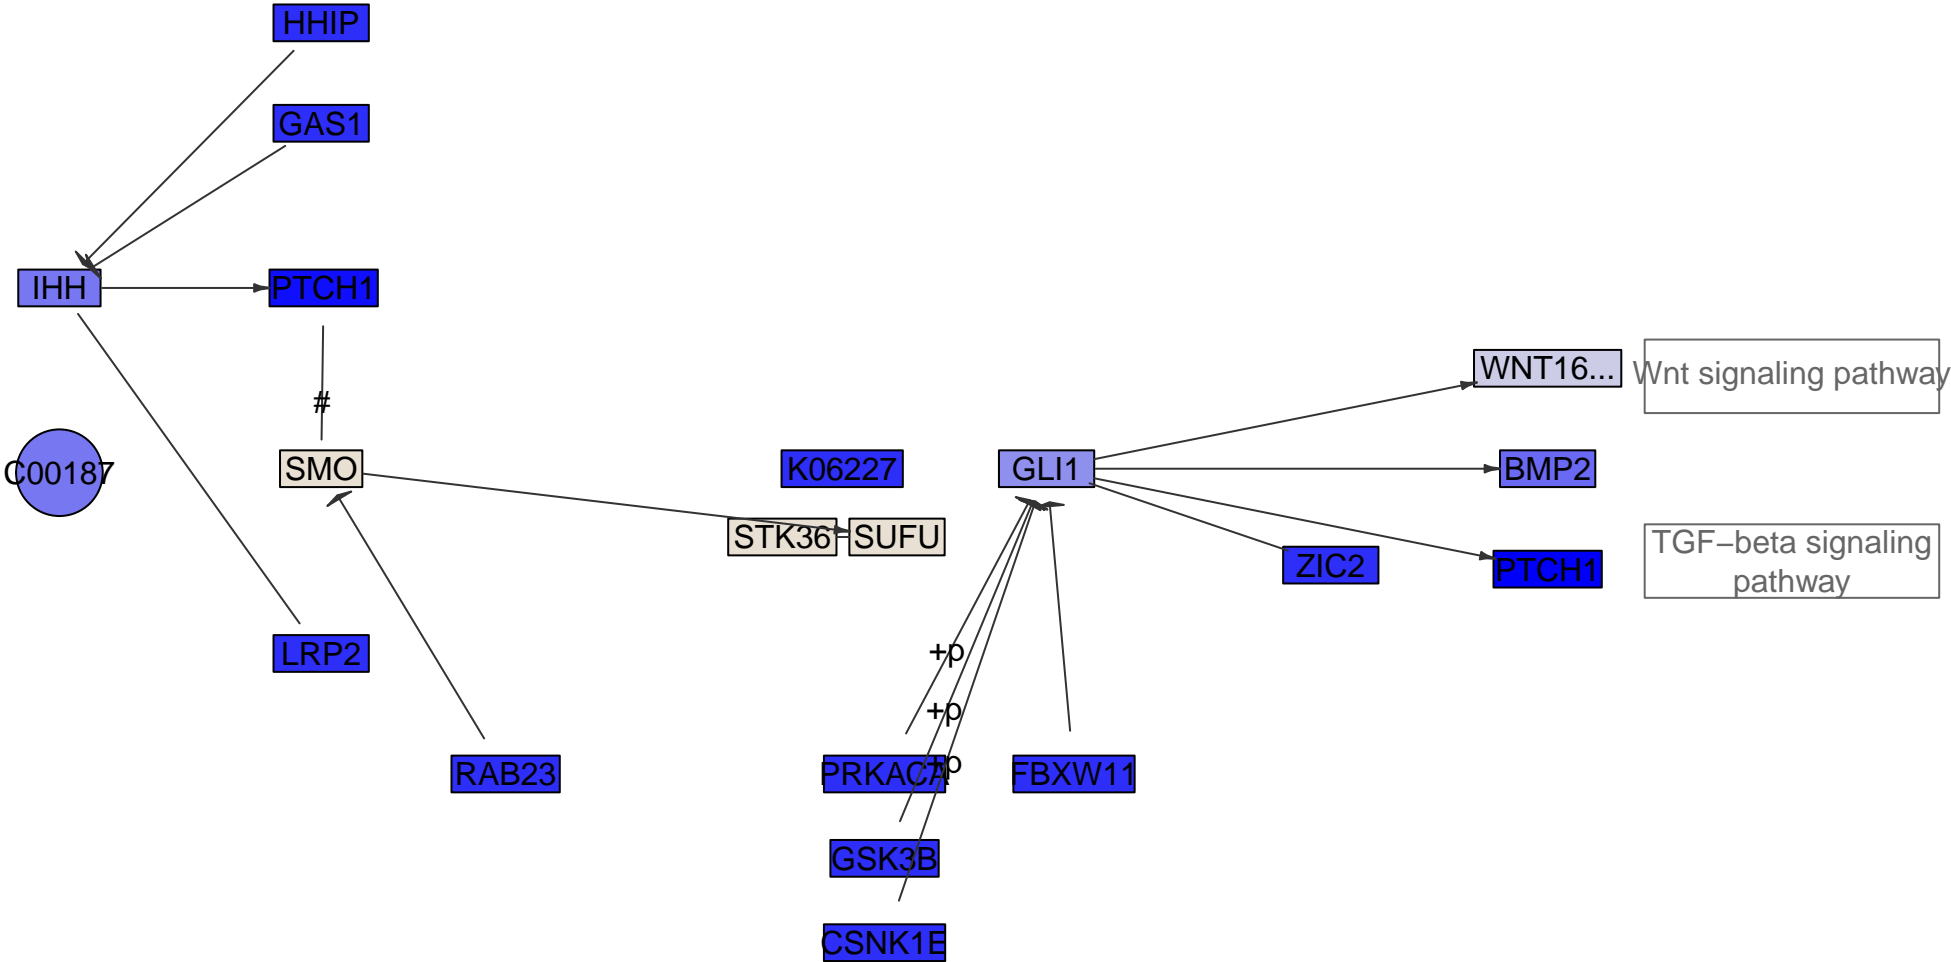 HHIP
GAS1
IHH
PTCH1
#
WNT16...
Wnt signaling pathway
C00187
SMO
K06227
GLI1
BMP2
STK36
SUFU
ZIC2
PTCH1
TGF−beta signaling
pathway
LRP2
+p
+p
+p
RAB23
PRKACA
FBXW11
GSK3B
CSNK1E